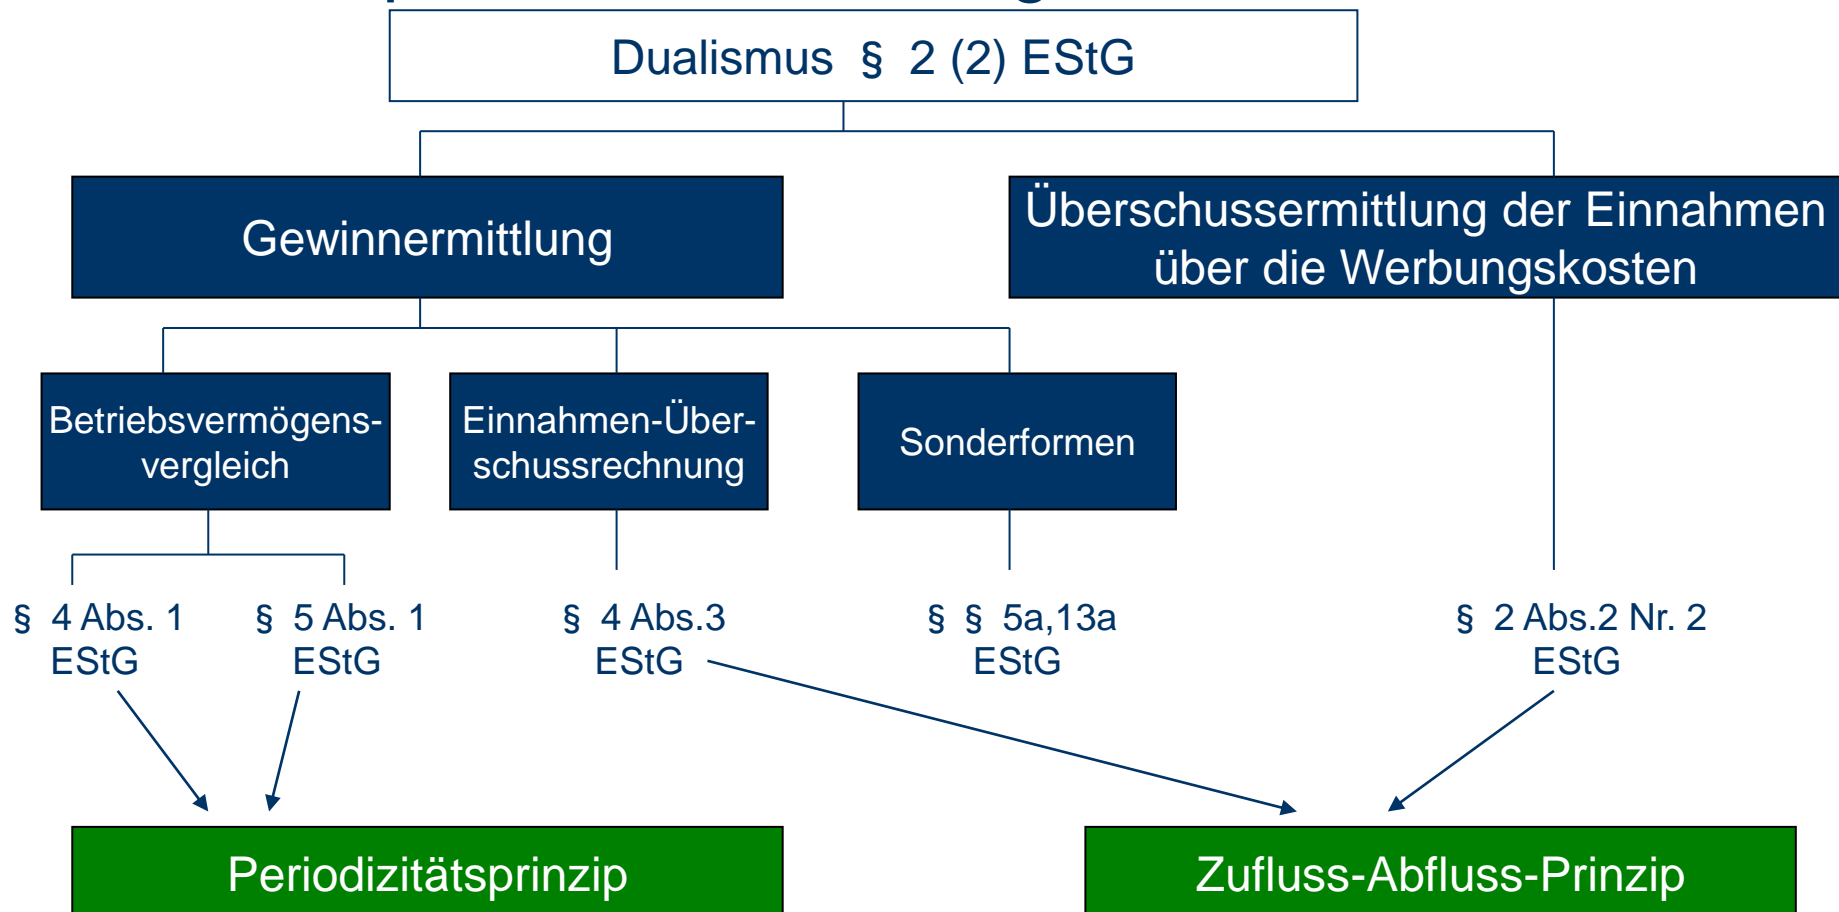 Dualismus § 2 (2) EStG
Gewinnermittlung
Überschussermittlung der Einnahmen
über die Werbungskosten
Betriebsvermögens-
vergleich
Einnahmen-Über-
schussrechnung
Sonderformen
§ 4 Abs. 1
EStG
§ 5 Abs. 1
EStG
§ 4 Abs.3
EStG
§ § 5a,13a
EStG
§ 2 Abs.2 Nr. 2
EStG
Periodizitätsprinzip
Zufluss-Abfluss-Prinzip